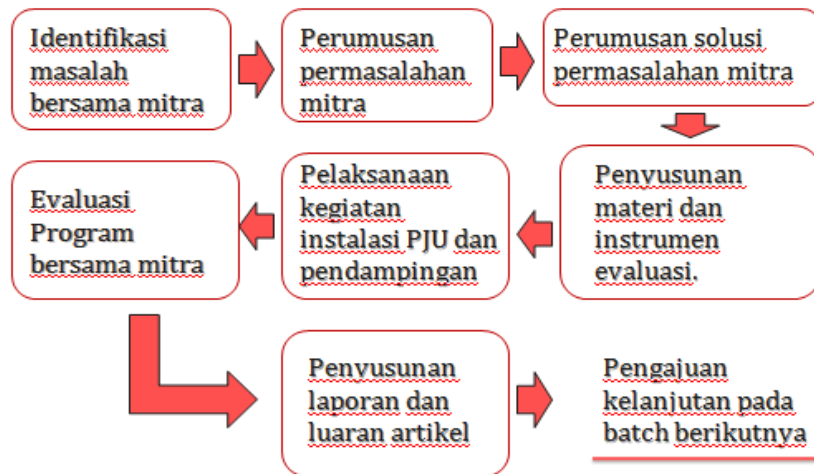 Identifikasi
masalah
bersama mitra
Perumusan
permasalahan
mitra
Perumusan solusi
permasalahan mitra
Penyusunan
materi dan
instrumen
evaluasi.
Pelaksanaan
kegiatan
instalasi PJU dan
pendampingan
Evaluasi
Program
bersama mitra
Penyusunan
laporan dan
luaran artikel
Pengajuan
kelanjutan pada
batch berikutnya